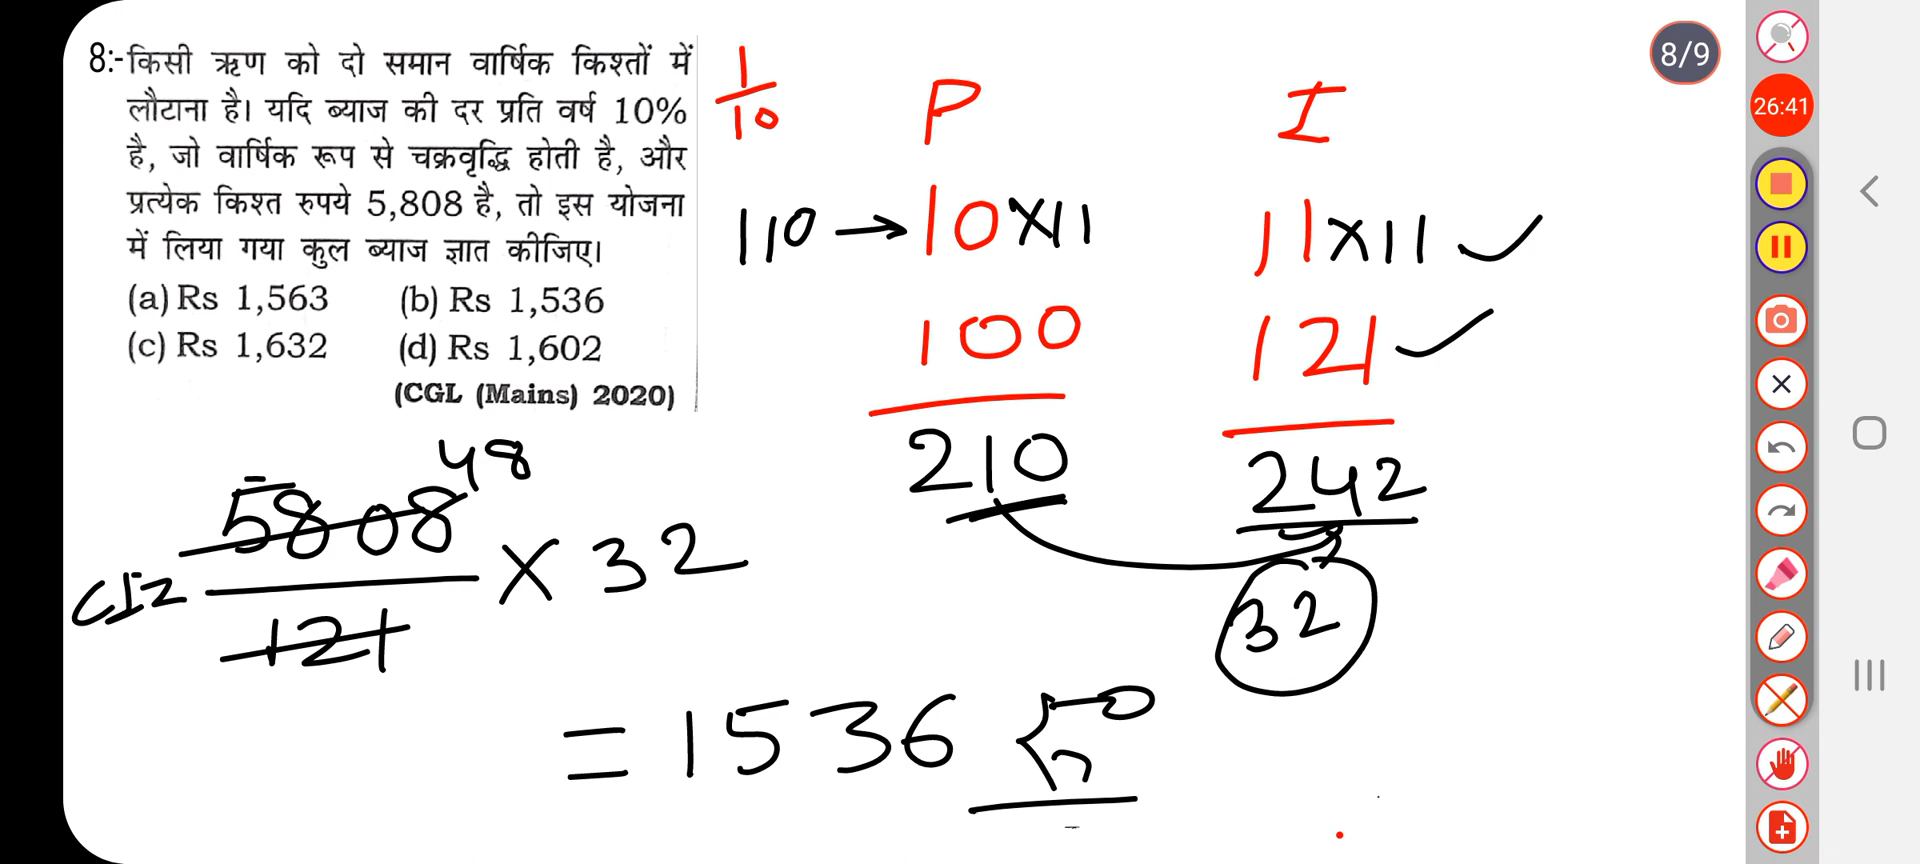 8:-किसी ऋण को दो समान वार्षिक किश्तों में
लौटाना है। यदि ब्याज की दर प्रति वर्ष 10%
है, जो वार्षिक रूप से चक्रवृद्धि होती है, और
प्रत्येक किश्त रुपये 5,808 है, तो इस योजना
में लिया गया कुल ब्याज ज्ञात कीजिए।
(a) Rs 1,563 (b) Rs 1,536
(c) Rs 1,632 (d) Rs 1,602
(CGL (Mains) 2020)
1/10 P I
110 → 10×11 11×11
100 121
210 242
32
CI = 5808/121 × 32
48
= 1536
8/9
26:41